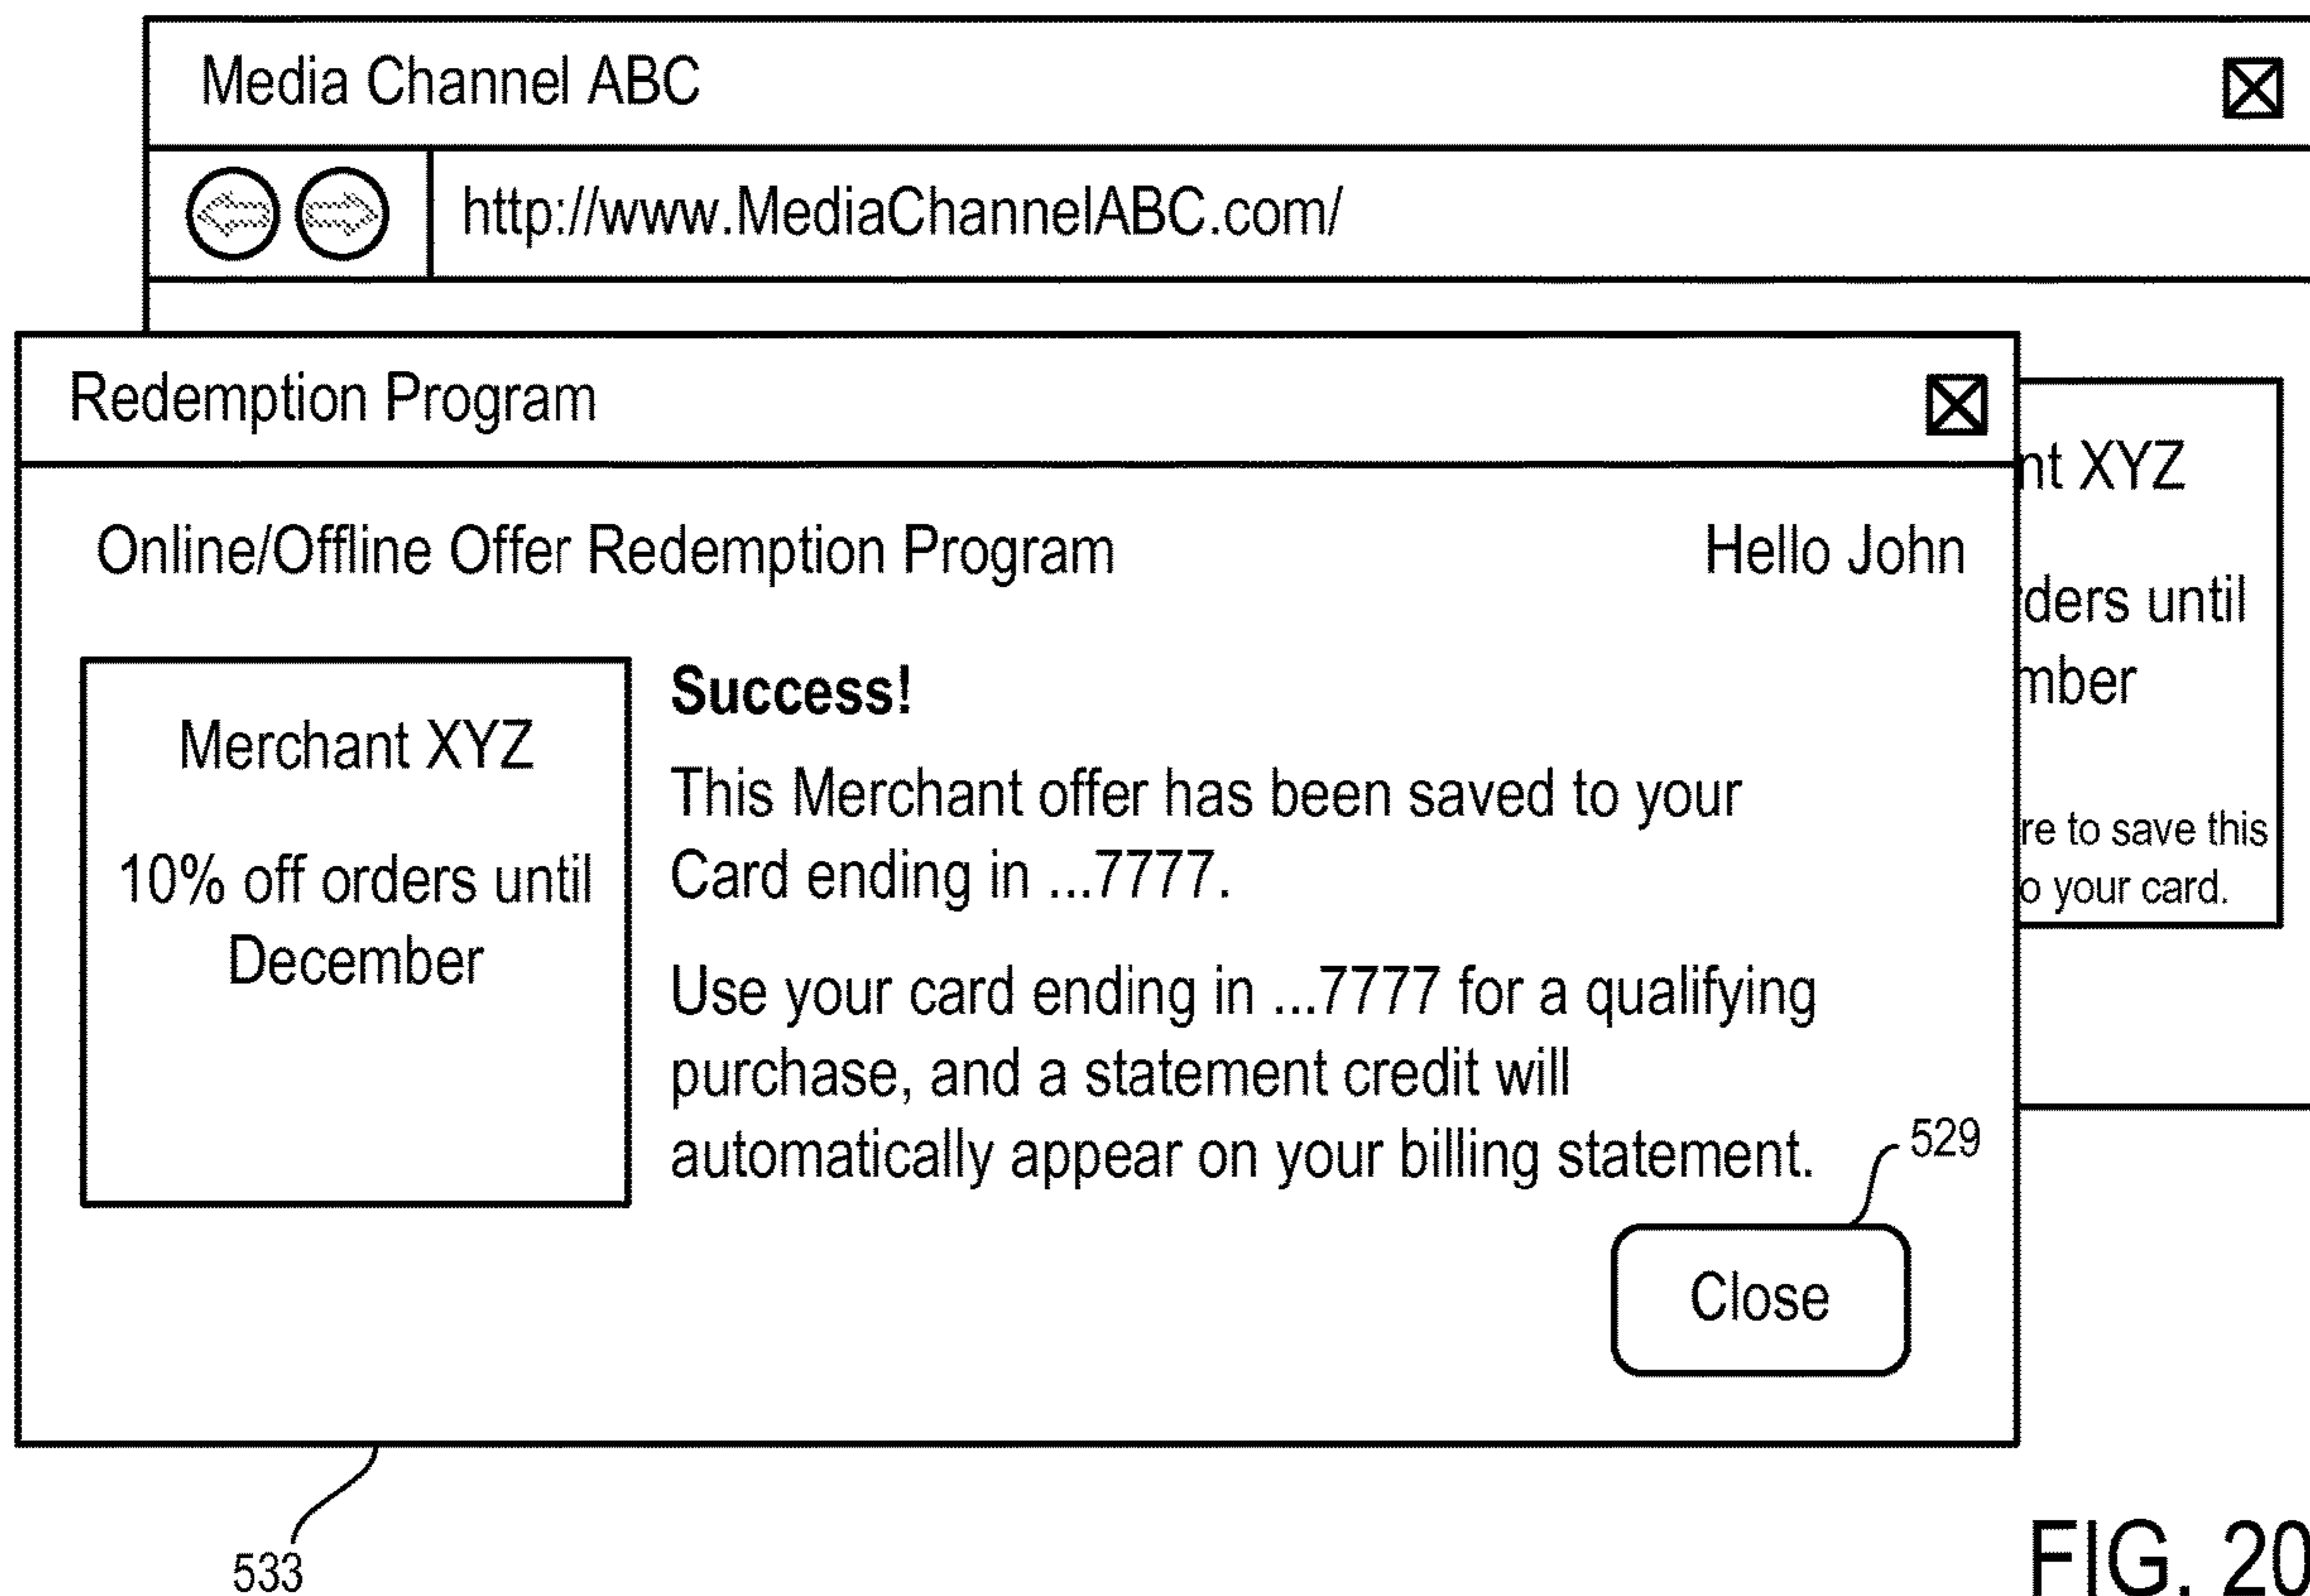 Media Channel ABC
http://www.MediaChannelABC.com/
Redemption Program
Online/Offline Offer Redemption Program
Hello John
Merchant XYZ
10% off orders until
December
Success!
This Merchant offer has been saved to your
Card ending in ...7777.
Use your card ending in ...7777 for a qualifying
purchase, and a statement credit will
automatically appear on your billing statement.
529
Close
nt XYZ
ders until
mber
re to save this
o your card.
533
FIG. 20